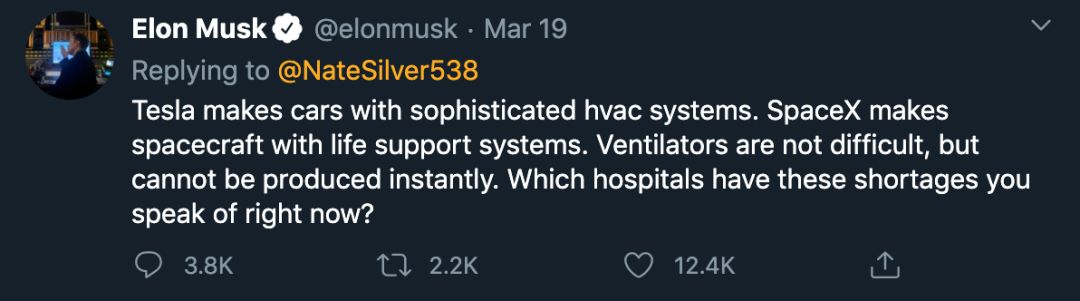 Elon Musk @elonmusk · Mar 19
Replying to @NateSilver538
Tesla makes cars with sophisticated hvac systems. SpaceX makes
spacecraft with life support systems. Ventilators are not difficult, but
cannot be produced instantly. Which hospitals have these shortages you
speak of right now?
3.8K 2.2K 12.4K